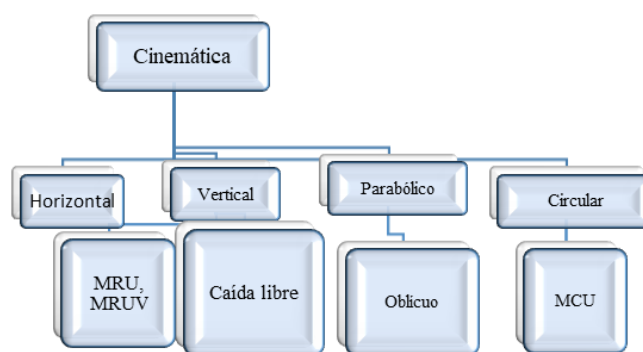 Cinemática
Horizontal
Vertical
Parabólico
Circular
MRU,
MRUV
Caída libre
Oblicuo
MCU